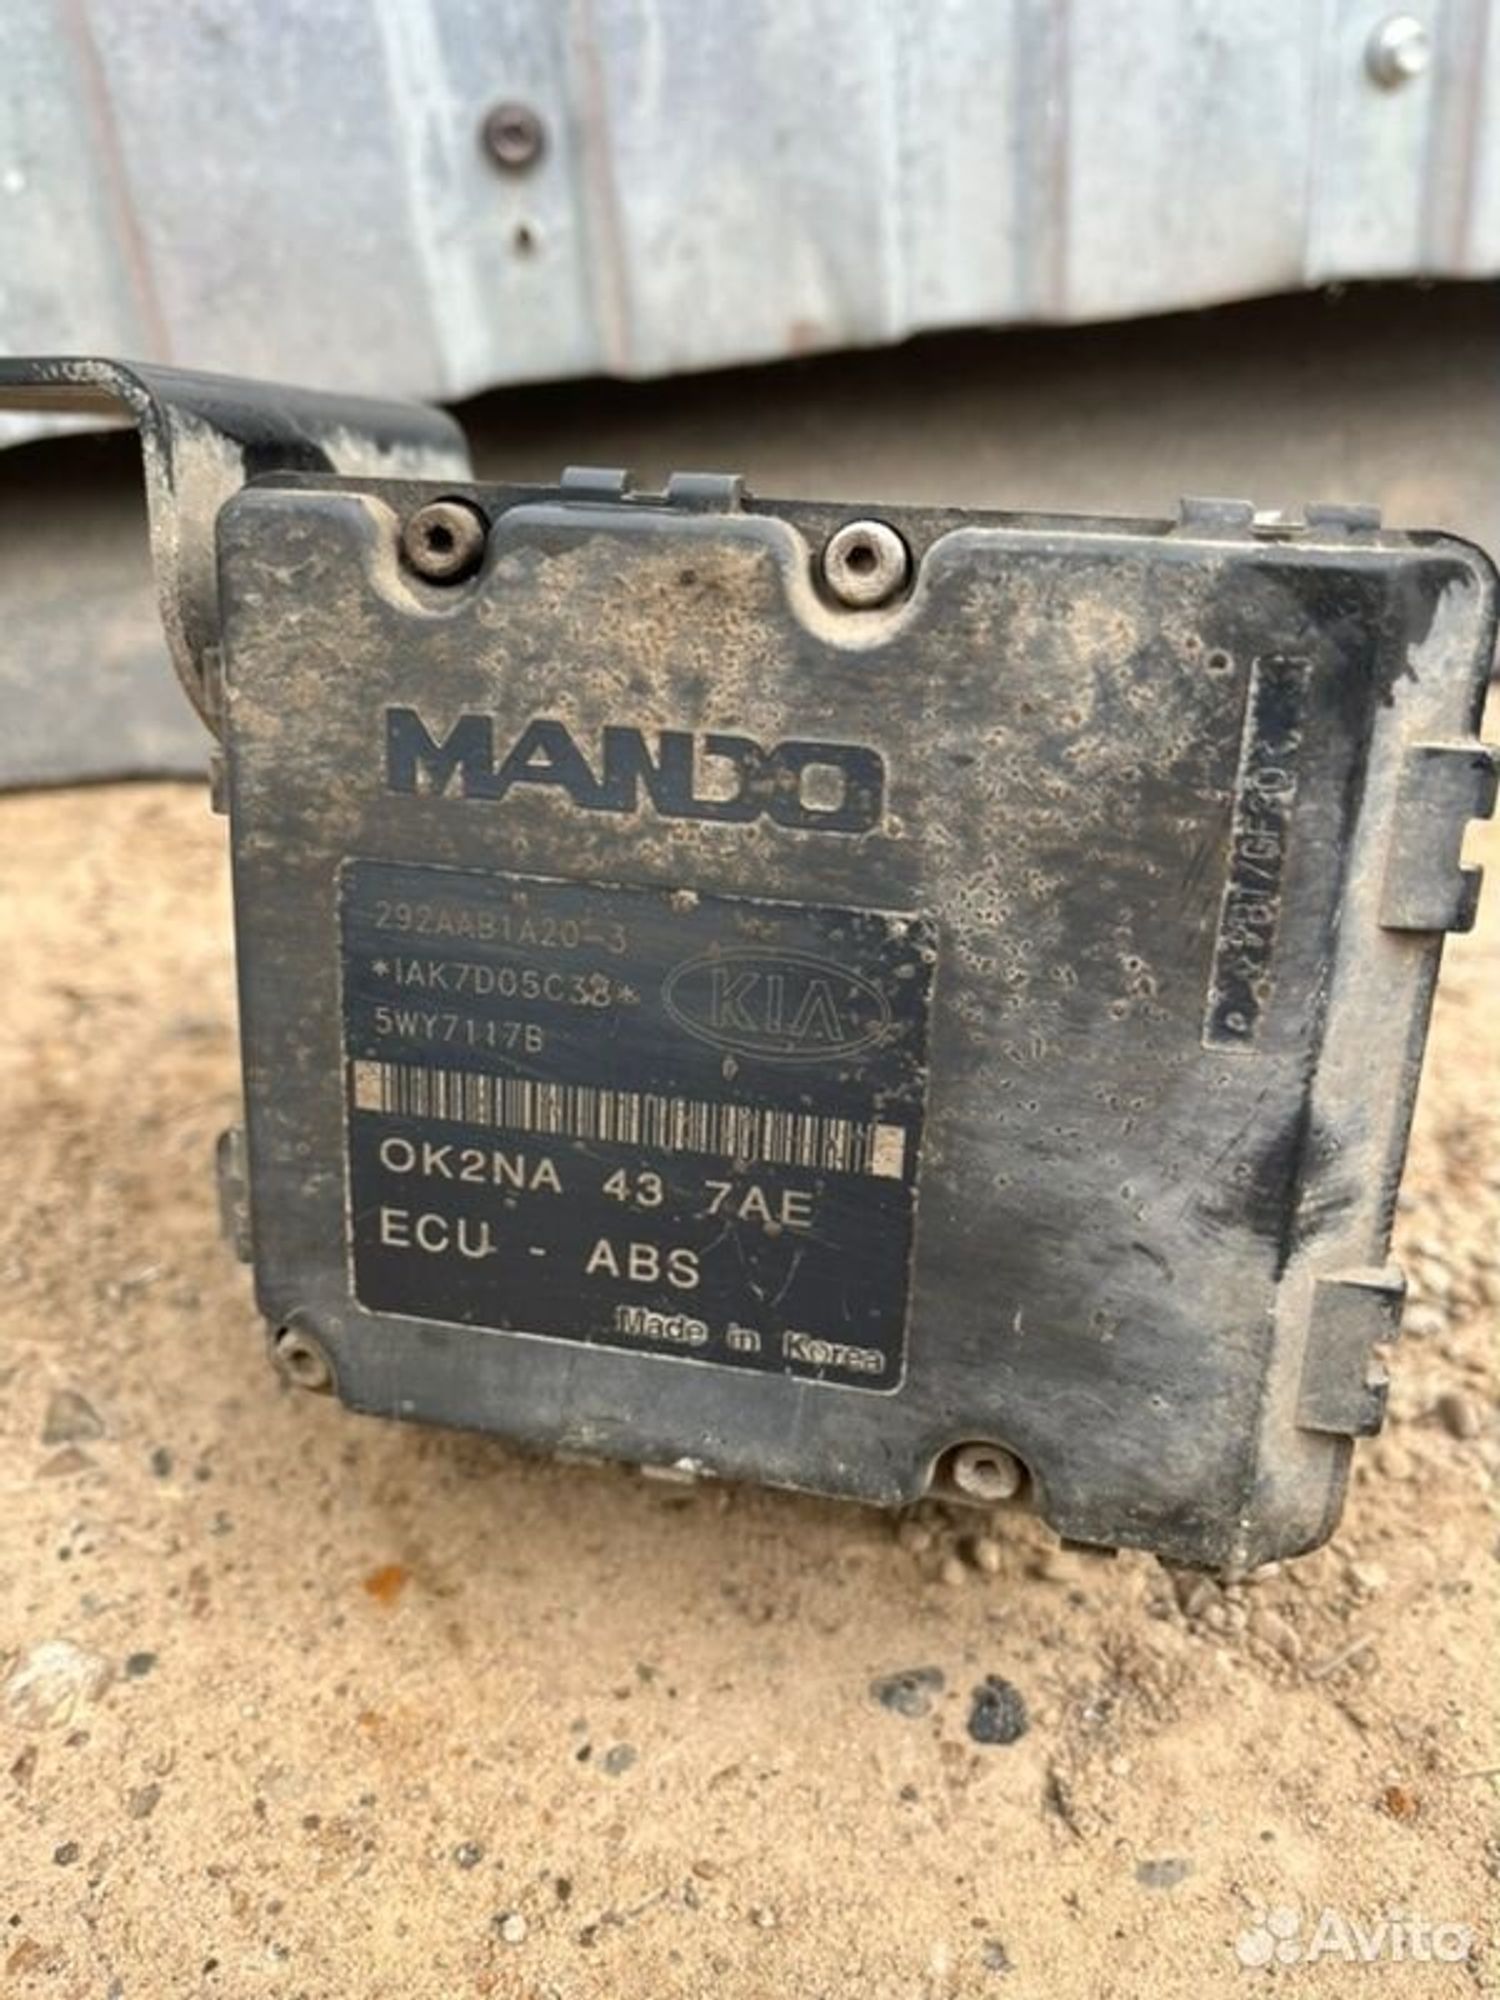 MANDO
292AAB1A20-3
*IAK7D05C38*
KIA
5WY7117B
OK2NA 43 7AE
ECU - ABS
Made in Korea
Avito